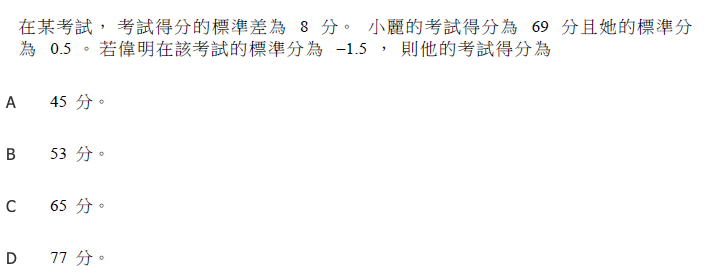 在某考試， 考試得分的標準差為 8 分。 小麗的考試得分為 69 分且她的標準分
為 0.5 。若偉明在該考試的標準分為 –1.5 ， 則他的考試得分為
A 45 分。
B 53 分。
C 65 分。
D 77 分。